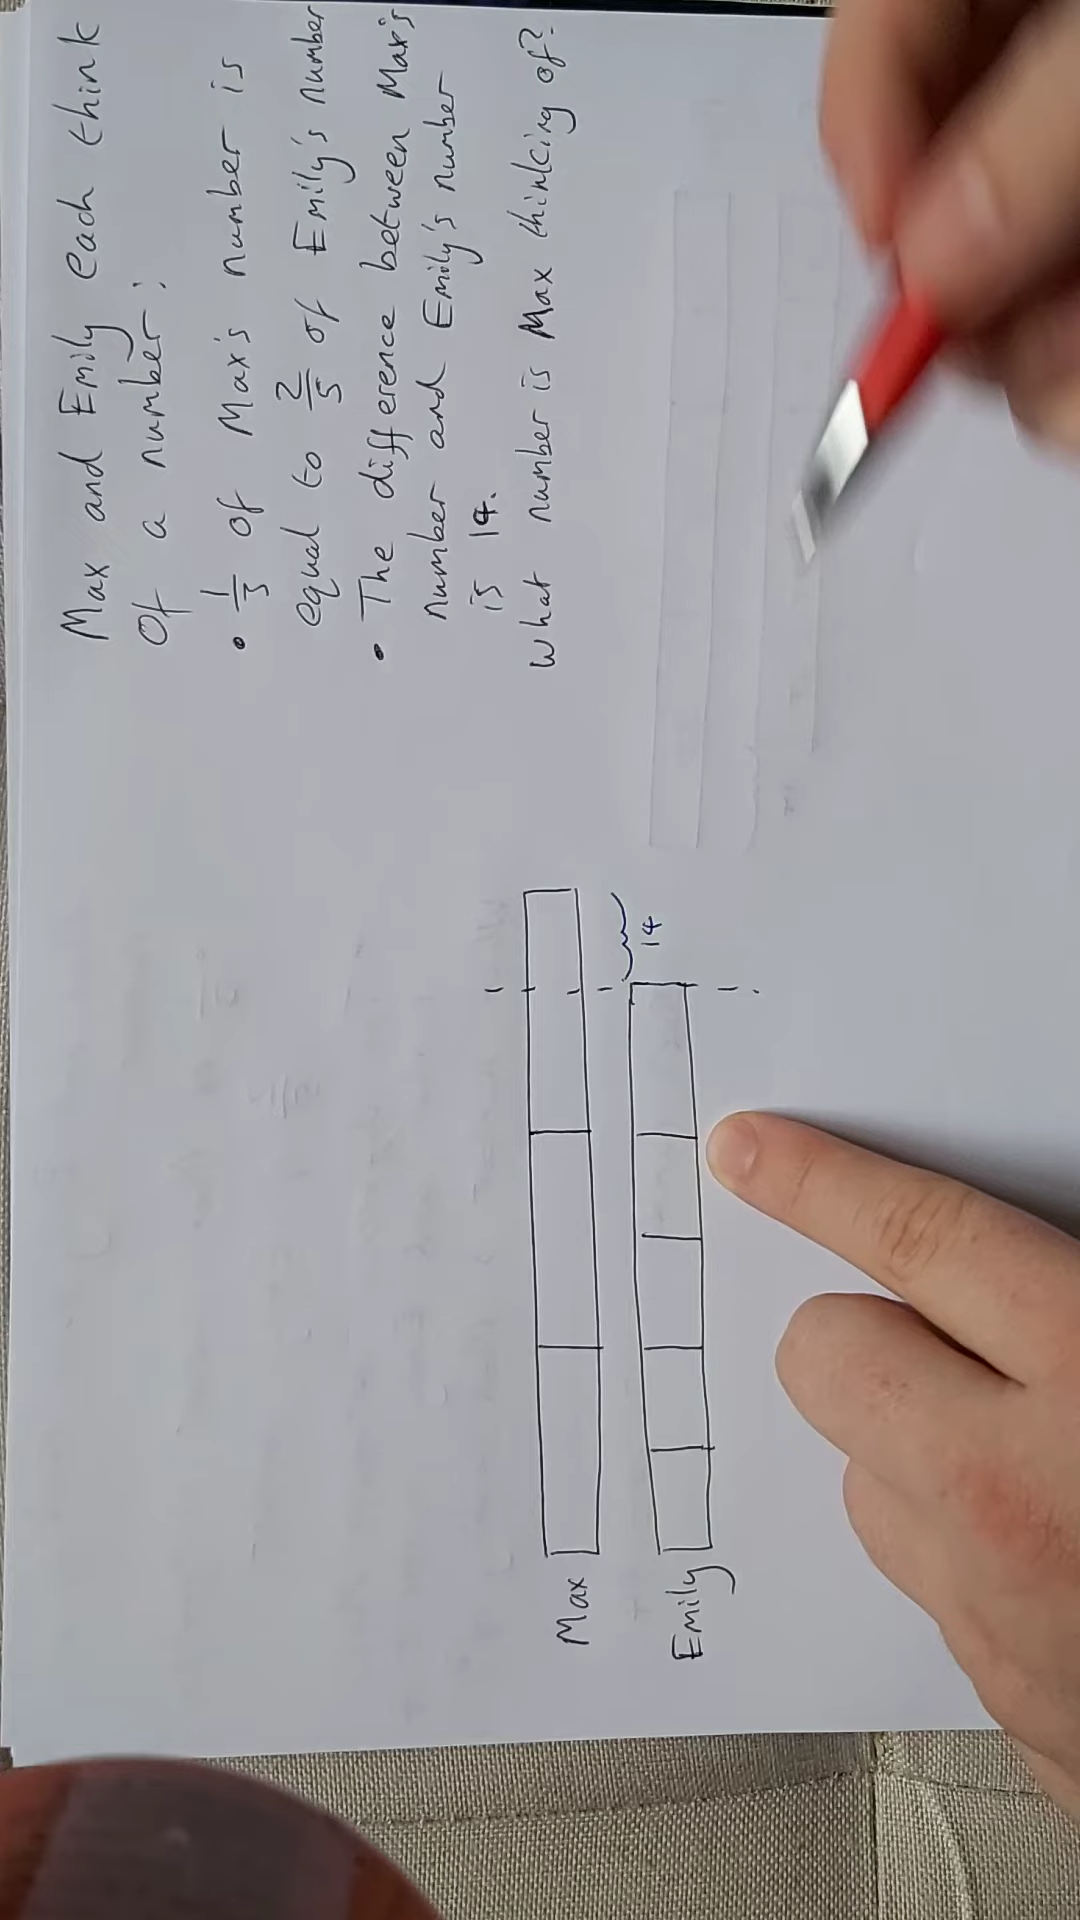 Max and Emily each think
of a number:
• 1/3 of Max's number is
equal to 2/5 of Emily's number
• The difference between Max's
number and Emily's number
is 14.
What number is Max thinking of?
14
Max
Emily